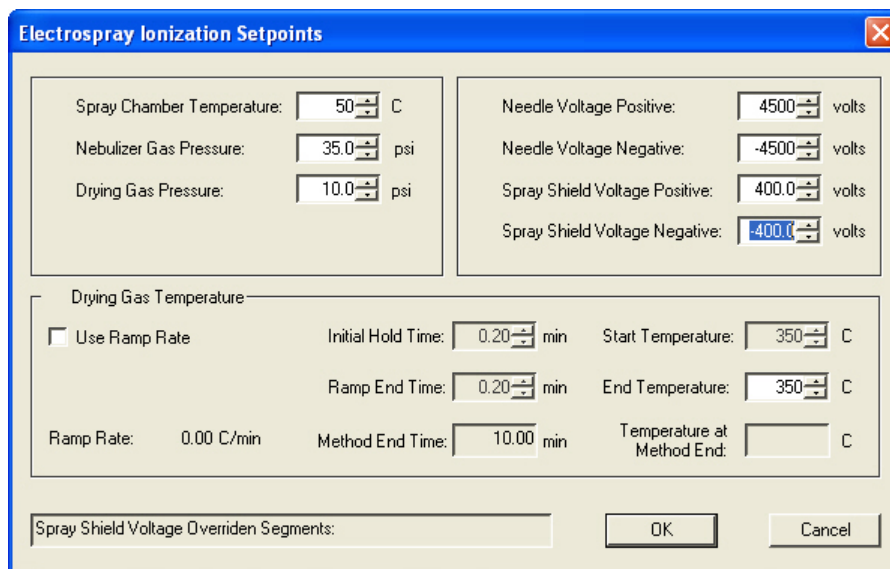 Electrospray Ionization Setpoints
Spray Chamber Temperature: 50 C
Nebulizer Gas Pressure: 35.0 psi
Drying Gas Pressure: 10.0 psi
Needle Voltage Positive: 4500 volts
Needle Voltage Negative: -4500 volts
Spray Shield Voltage Positive: 400.0 volts
Spray Shield Voltage Negative: -400.0 volts
Drying Gas Temperature
Use Ramp Rate Initial Hold Time: 0.20 min Start Temperature: 350 C
Ramp End Time: 0.20 min End Temperature: 350 C
Ramp Rate: 0.00 C/min Method End Time: 10.00 min Temperature at
Method End: C
Spray Shield Voltage Overriden Segments:
OK Cancel